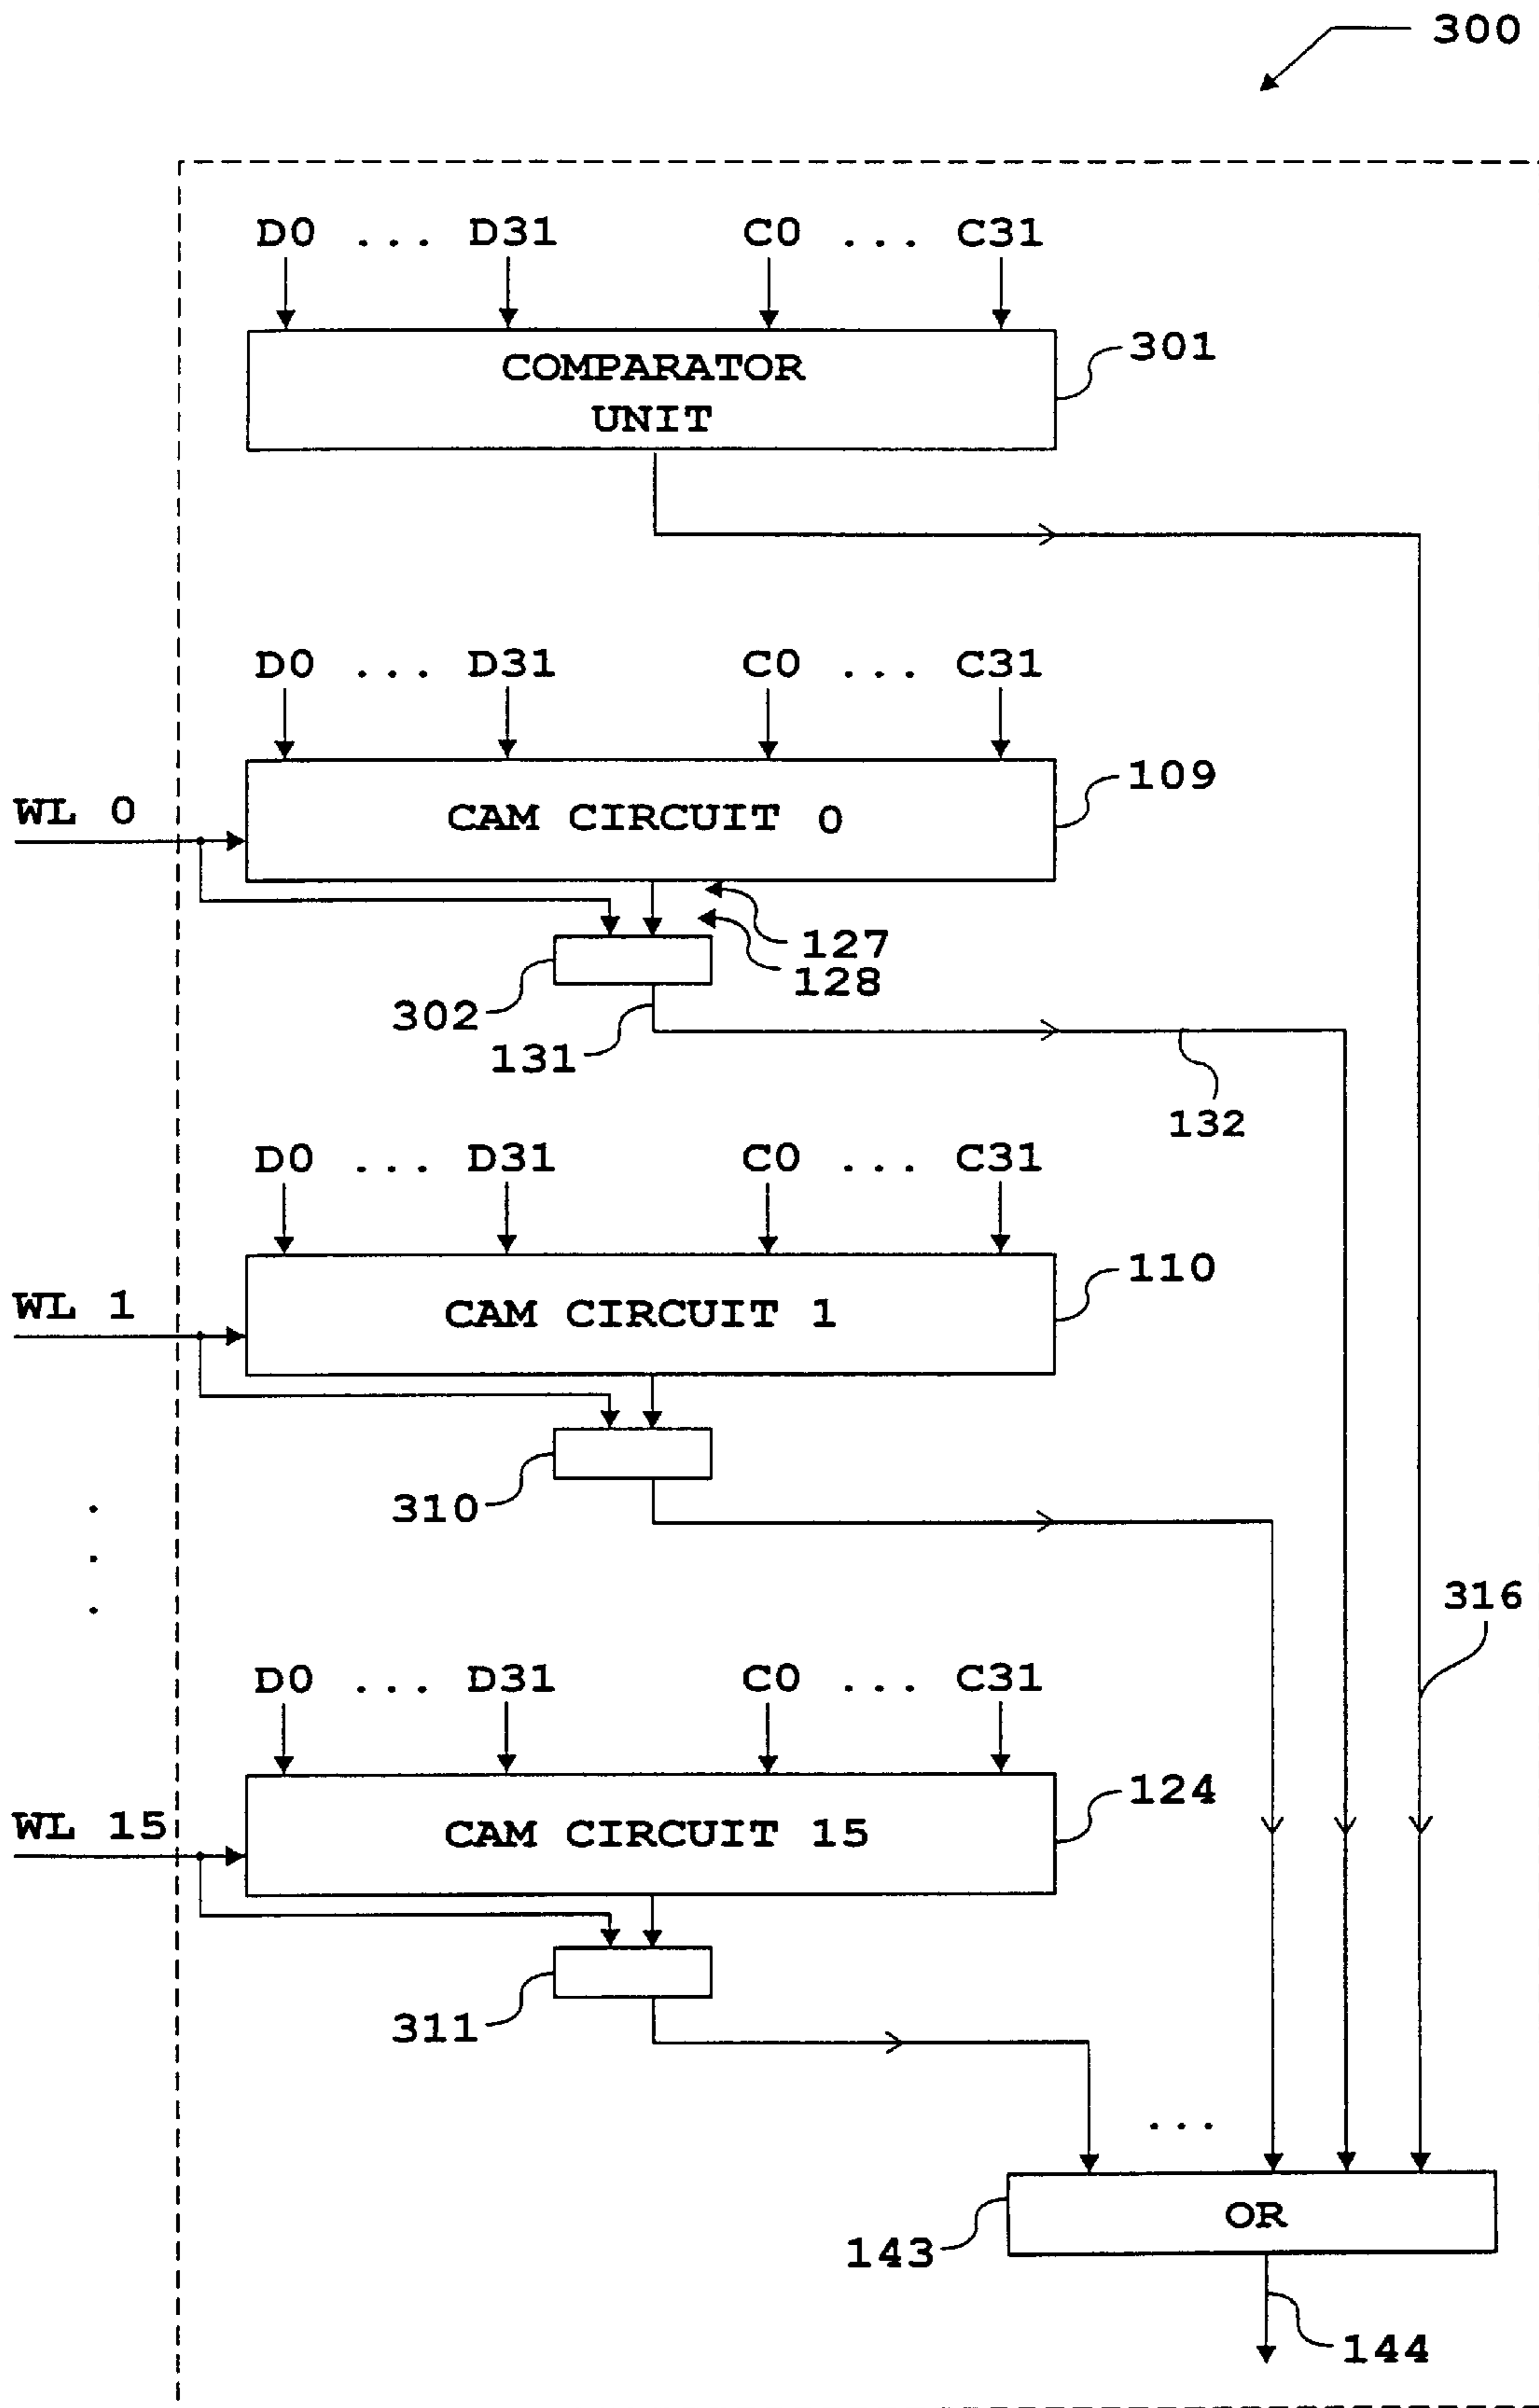 300
D0 ... D31 C0 ... C31
COMPARATOR
UNIT
301
D0 ... D31 C0 ... C31
WL 0
CAM CIRCUIT 0
109
127
128
302
131
132
D0 ... D31 C0 ... C31
WL 1
CAM CIRCUIT 1
110
310
316
D0 ... D31 C0 ... C31
WL 15
CAM CIRCUIT 15
124
311
...
OR
143
144